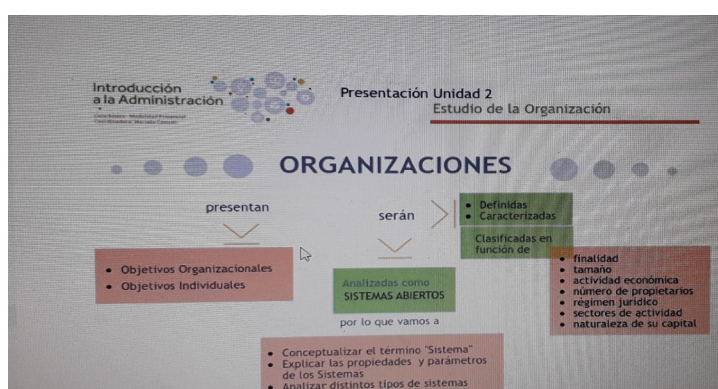 Introducción
a la Administración
Presentación Unidad 2
Estudio de la Organización
ORGANIZACIONES
presentan
• Objetivos Organizacionales
• Objetivos Individuales
serán
• Definidas
• Caracterizadas
Clasificadas en
función de
• finalidad
• tamaño
• actividad económica
• número de propietarios
• régimen jurídico
• sectores de actividad
• naturaleza de su capital
Analizadas como
SISTEMAS ABIERTOS
por lo que vamos a
• Conceptualizar el término "Sistema"
• Explicar las propiedades y parámetros
de los Sistemas
• Analizar distintos tipos de sistemas